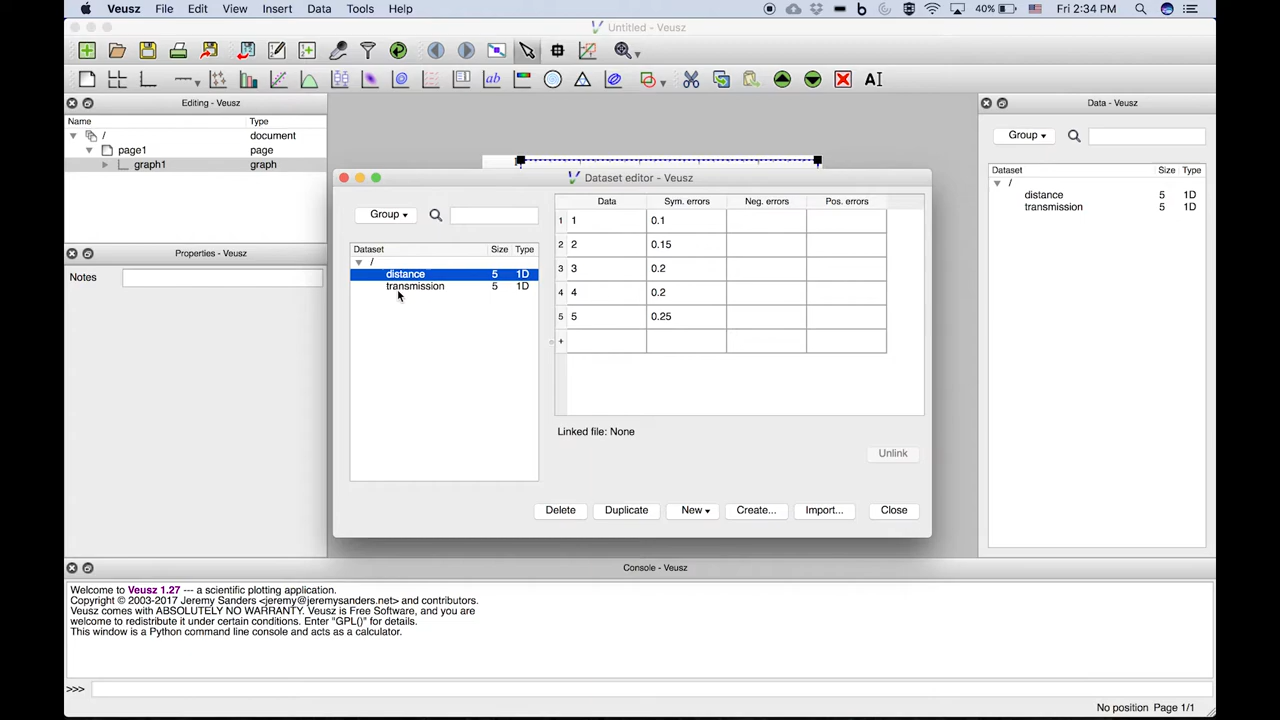 Veusz File Edit View Insert Data Tools Help 40% Fri 2:34 PM
Untitled - Veusz
Editing - Veusz
Name Type
/ document
page1 page
graph1 graph
Properties - Veusz
Notes
Dataset editor - Veusz
Group
Dataset Size Type
/
distance 5 1D
transmission 5 1D
Data Sym. errors Neg. errors Pos. errors
1 1 0.1
2 2 0.15
3 3 0.2
4 4 0.2
5 5 0.25
+
Linked file: None
Unlink
Delete Duplicate New Create... Import... Close
Data - Veusz
Group
Dataset Size Type
/
distance 5 1D
transmission 5 1D
Console - Veusz
Welcome to Veusz 1.27 --- a scientific plotting application.
Copyright © 2003-2017 Jeremy Sanders <jeremy@jeremysanders.net> and contributors.
Veusz comes with ABSOLUTELY NO WARRANTY. Veusz is Free Software, and you are
welcome to redistribute it under certain conditions. Enter "GPL()" for details.
This window is a Python command line console and acts as a calculator.
>>>
No position Page 1/1